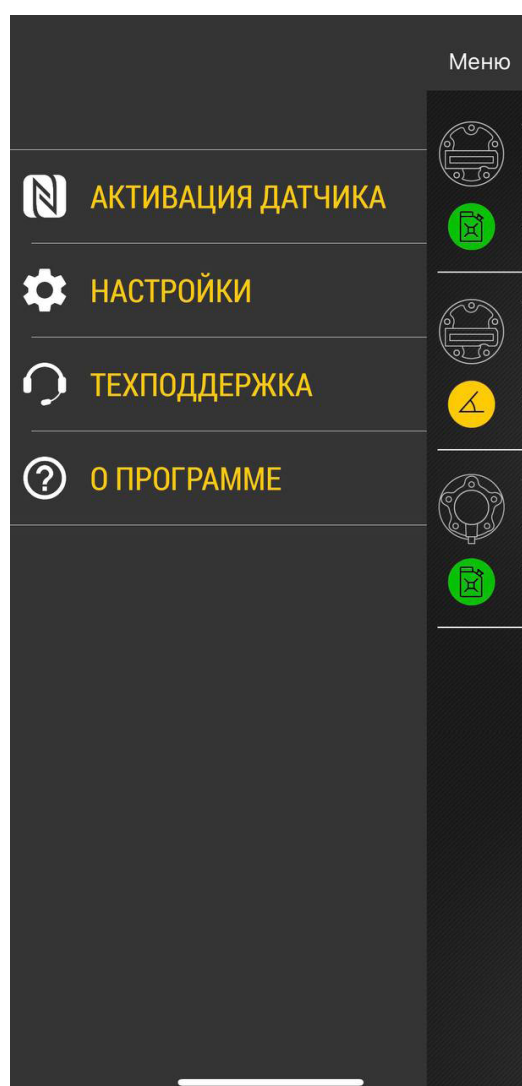 Меню
АКТИВАЦИЯ ДАТЧИКА
НАСТРОЙКИ
ТЕХПОДДЕРЖКА
О ПРОГРАММЕ